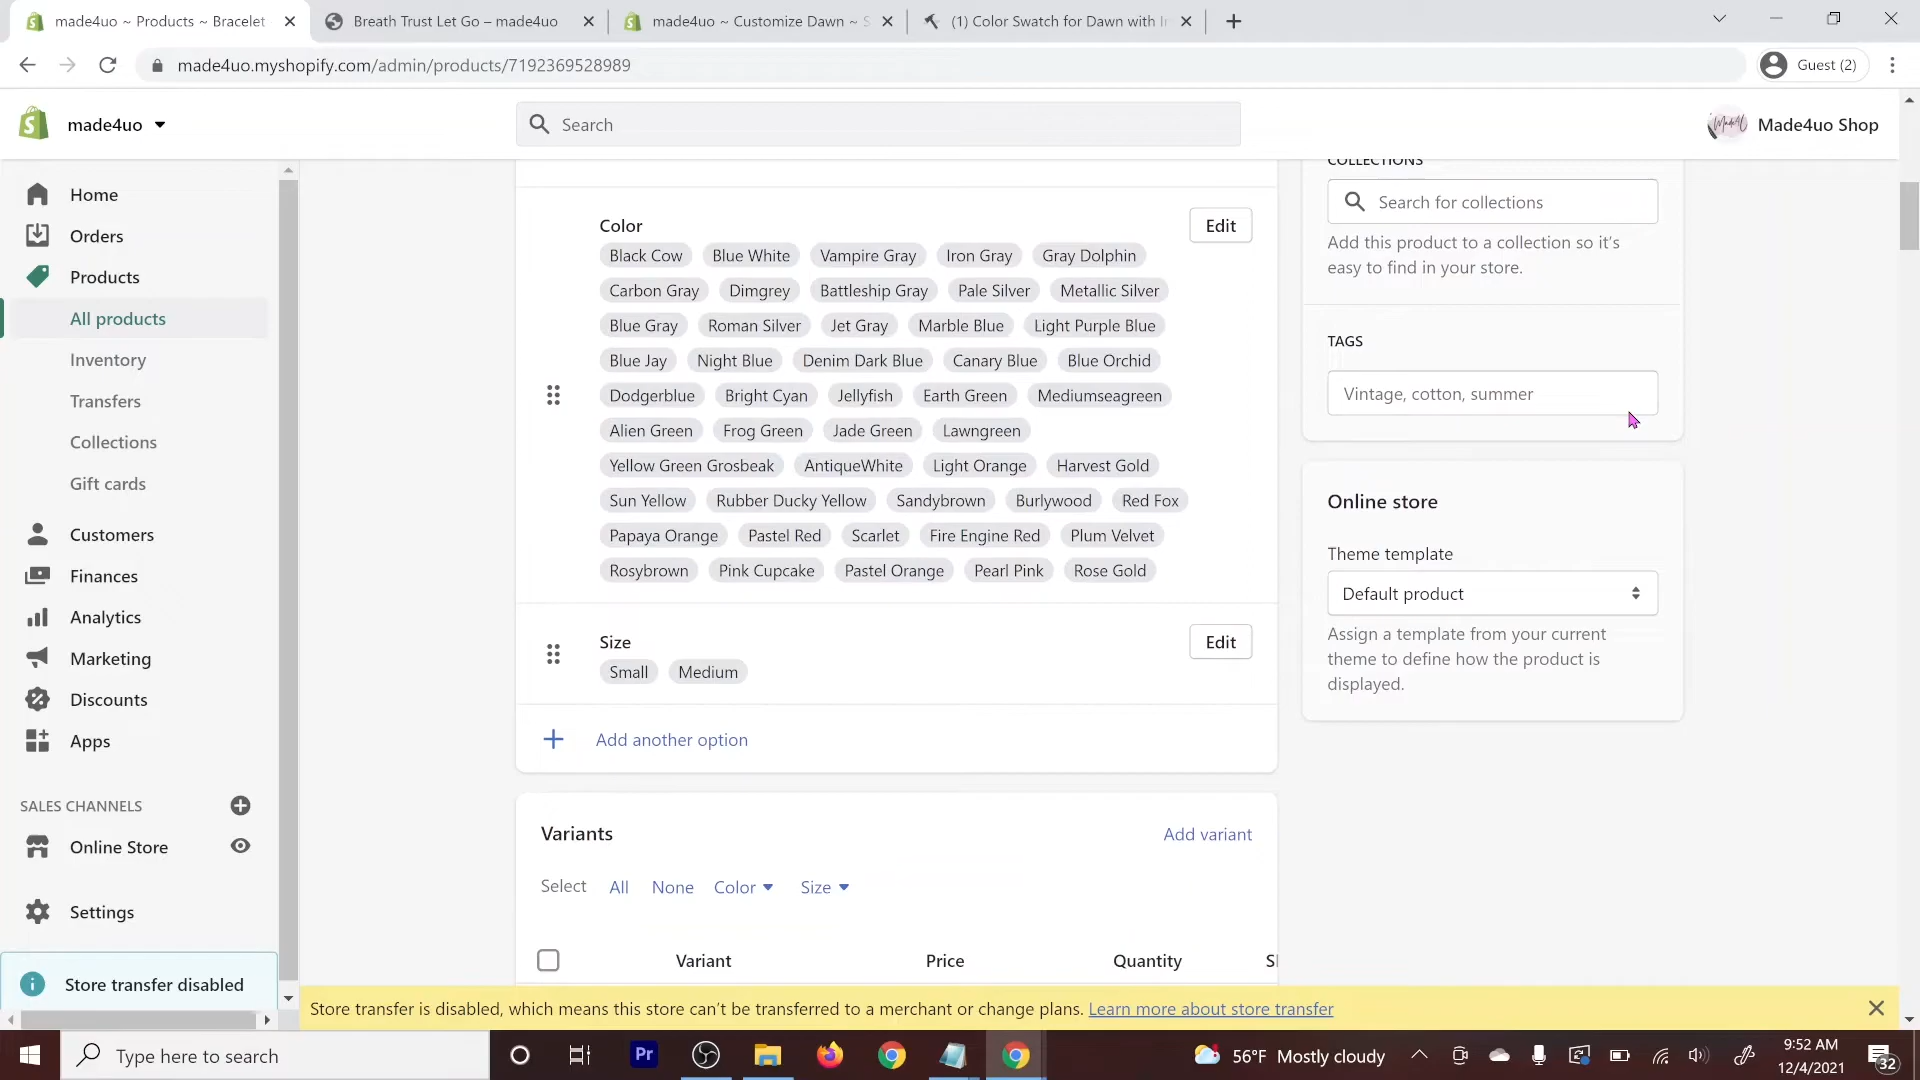 made4uo ~ Products ~ Bracelet
Breath Trust Let Go – made4uo
made4uo ~ Customize Dawn ~ S
(1) Color Swatch for Dawn with I
made4uo.myshopify.com/admin/products/7192369528989
Guest (2)
made4uo
Search
Made4U
Made4uo Shop
Home
Orders
Products
All products
Inventory
Transfers
Collections
Gift cards
Customers
Finances
Analytics
Marketing
Discounts
Apps
SALES CHANNELS
Online Store
Settings
Store transfer disabled
Color
Edit
Black Cow Blue White Vampire Gray Iron Gray Gray Dolphin
Carbon Gray Dimgrey Battleship Gray Pale Silver Metallic Silver
Blue Gray Roman Silver Jet Gray Marble Blue Light Purple Blue
Blue Jay Night Blue Denim Dark Blue Canary Blue Blue Orchid
Dodgerblue Bright Cyan Jellyfish Earth Green Mediumseagreen
Alien Green Frog Green Jade Green Lawngreen
Yellow Green Grosbeak AntiqueWhite Light Orange Harvest Gold
Sun Yellow Rubber Ducky Yellow Sandybrown Burlywood Red Fox
Papaya Orange Pastel Red Scarlet Fire Engine Red Plum Velvet
Rosybrown Pink Cupcake Pastel Orange Pearl Pink Rose Gold
Size
Edit
Small Medium
Add another option
Variants
Add variant
Select All None Color Size
Variant Price Quantity S
COLLECTIONS
Search for collections
Add this product to a collection so it's
easy to find in your store.
TAGS
Vintage, cotton, summer
Online store
Theme template
Default product
Assign a template from your current
theme to define how the product is
displayed.
Store transfer is disabled, which means this store can't be transferred to a merchant or change plans. Learn more about store transfer
Type here to search
Pr
56°F Mostly cloudy
9:52 AM
12/4/2021
32